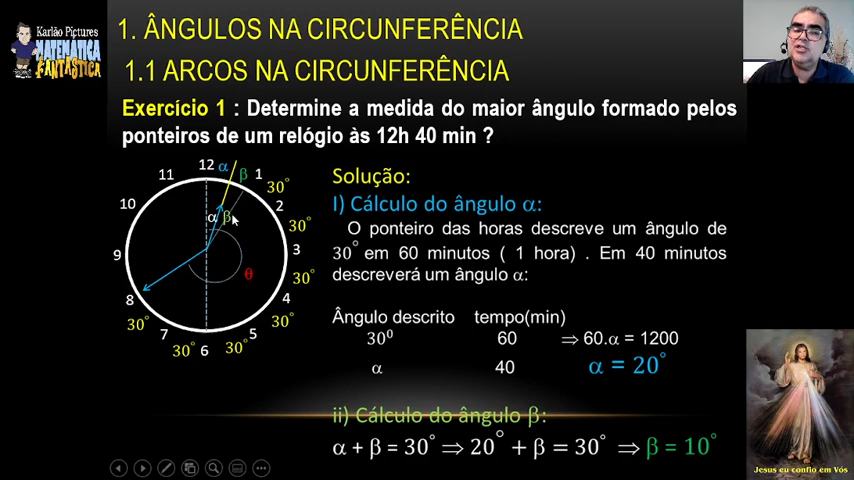 Karlão Pictures
MATEMÁTICA
FANTÁSTICA
1. ÂNGULOS NA CIRCUNFERÊNCIA
1.1 ARCOS NA CIRCUNFERÊNCIA
Exercício 1 : Determine a medida do maior ângulo formado pelos
ponteiros de um relógio às 12h 40 min ?
12 α β 1
11 30°
10 2
α β 30°
9 3
θ 30°
8 4
30° 30°
7 5
30° 6 30°
Solução:
I) Cálculo do ângulo α:
O ponteiro das horas descreve um ângulo de
30° em 60 minutos ( 1 hora) . Em 40 minutos
descreverá um ângulo α:
Ângulo descrito tempo(min)
30⁰ 60 ⇒ 60.α = 1200
α 40 α = 20°
ii) Cálculo do ângulo β:
α + β = 30° ⇒ 20° + β = 30° ⇒ β = 10°
Jesus eu confio em Vós